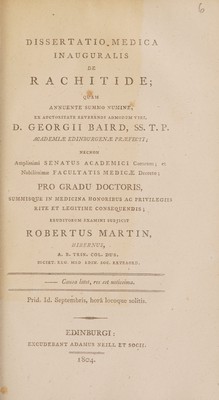 6
DISSERTATIO MEDICA
INAUGURALIS
DE
RACHITIDE;
QUAM
ANNUENTE SUMMO NUMINE,
EX AUCTORITATE REVERENDI ADMODUM VIRI,
D. GEORGII BAIRD, SS. T. P.
ACADEMIÆ EDINBURGENÆ PRÆFECTI;
NECNON
Amplissimi SENATUS ACADEMICI Consensu; et
Nobilissimæ FACULTATIS MEDICÆ Decreto;
PRO GRADU DOCTORIS,
SUMMISQUE IN MEDICINA HONORIBUS AC PRIVILEGIIS
RITE ET LEGITIME CONSEQUENDIS;
ERUDITORUM EXAMINI SUBJICIT
ROBERTUS MARTIN,
HIBERNUS,
A. B. TRIN. COL. DUB.
Causa latet, vis est notissima.
Prid. Id. Septembris, horâ locoque solitis.
EDINBURGI:
EXCUDEBANT ADAMUS NEILL ET SOCII.
1804.